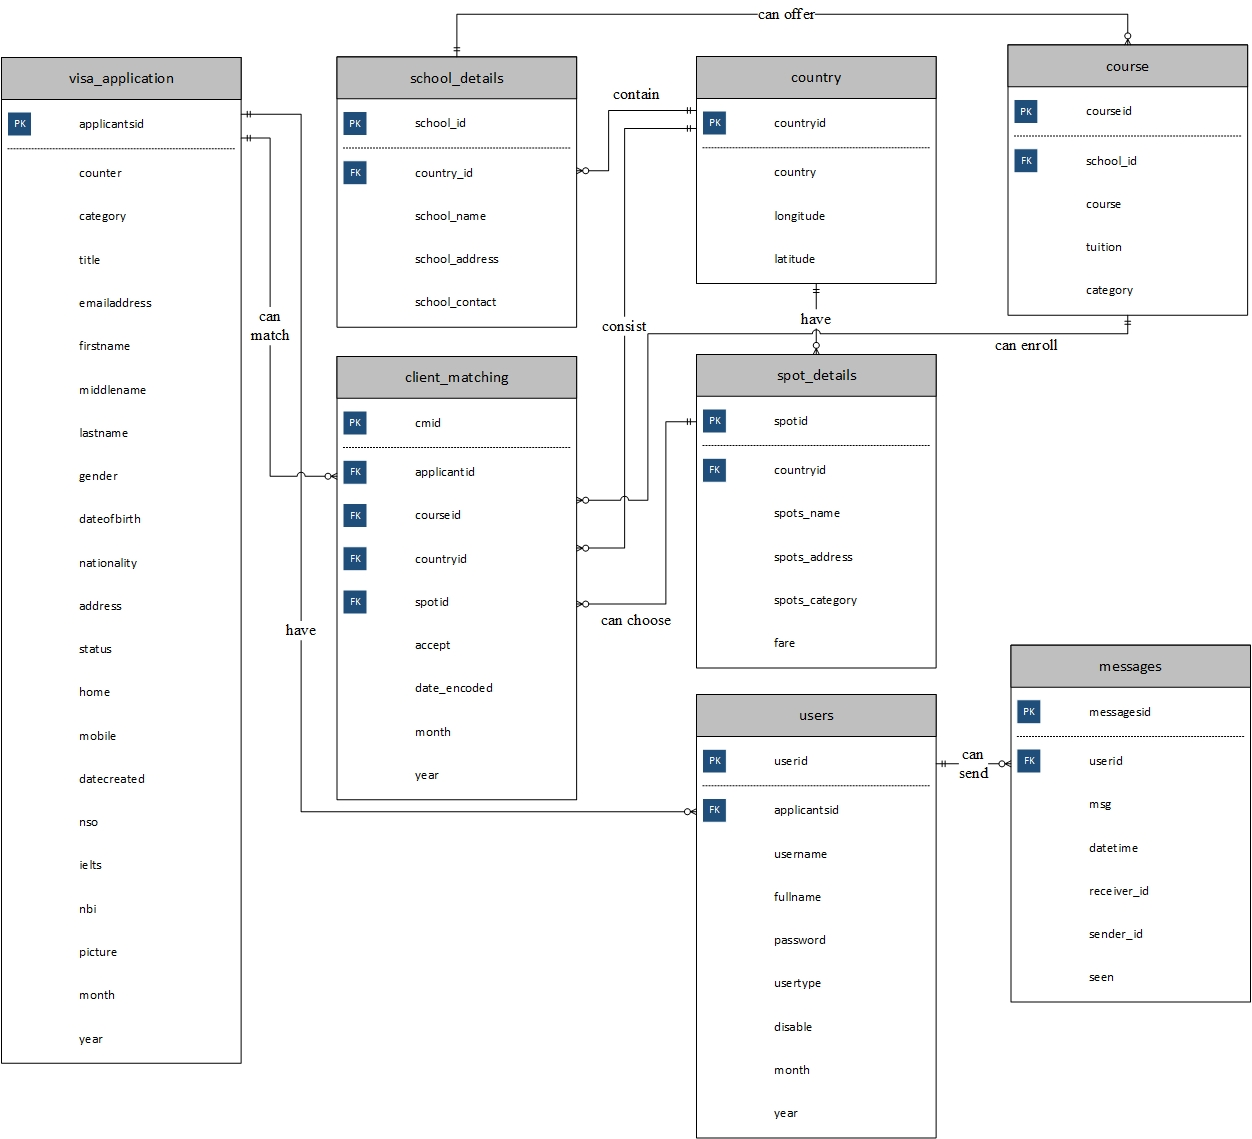 can offer
visa_application
PK applicantsid
counter
category
title
emailaddress
firstname
middlename
lastname
gender
dateofbirth
nationality
address
status
home
mobile
datecreated
nso
ielts
nbi
picture
month
year
can
match
have
school_details
PK school_id
FK country_id
school_name
school_address
school_contact
contain
country
PK countryid
country
longitude
latitude
course
PK courseid
FK school_id
course
tuition
category
have
consist
can enroll
client_matching
PK cmid
FK applicantid
FK courseid
FK countryid
FK spotid
accept
date_encoded
month
year
can choose
spot_details
PK spotid
FK countryid
spots_name
spots_address
spots_category
fare
users
PK userid
FK applicantsid
username
fullname
password
usertype
disable
month
year
can
send
messages
PK messagesid
FK userid
msg
datetime
receiver_id
sender_id
seen